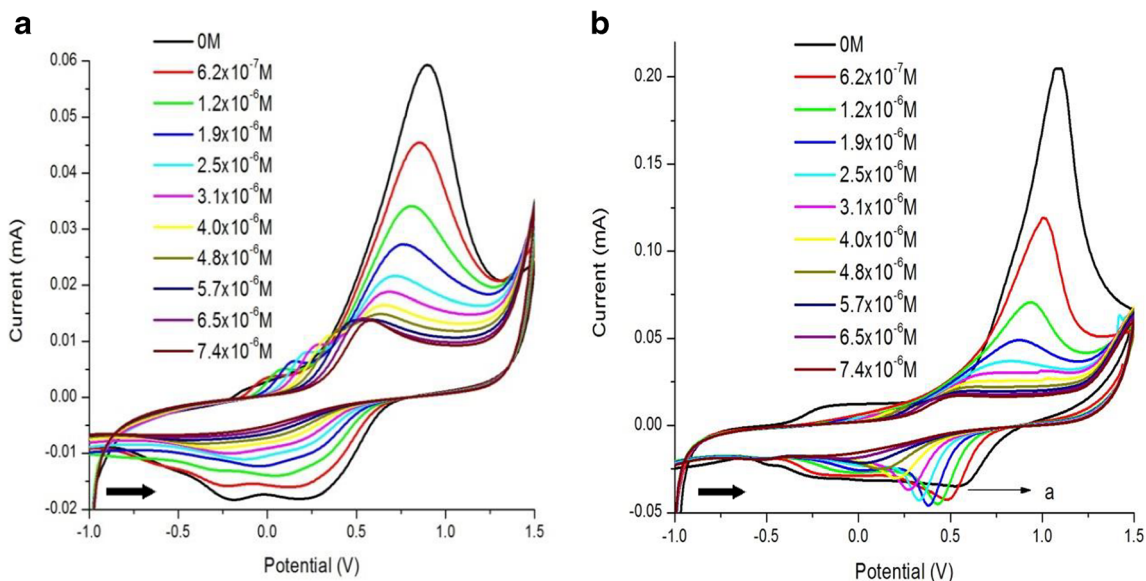 a
0M
6.2x10⁻⁷M
1.2x10⁻⁶M
1.9x10⁻⁶M
2.5x10⁻⁶M
3.1x10⁻⁶M
4.0x10⁻⁶M
4.8x10⁻⁶M
5.7x10⁻⁶M
6.5x10⁻⁶M
7.4x10⁻⁶M
0.06
0.05
0.04
0.03
0.02
0.01
0.00
-0.01
-0.02
Current (mA)
-1.0 -0.5 0.0 0.5 1.0 1.5
Potential (V)
b
0M
6.2x10⁻⁷M
1.2x10⁻⁶M
1.9x10⁻⁶M
2.5x10⁻⁶M
3.1x10⁻⁶M
4.0x10⁻⁶M
4.8x10⁻⁶M
5.7x10⁻⁶M
6.5x10⁻⁶M
7.4x10⁻⁶M
0.20
0.15
0.10
0.05
0.00
-0.05
Current (mA)
a
-1.0 -0.5 0.0 0.5 1.0 1.5
Potential (V)